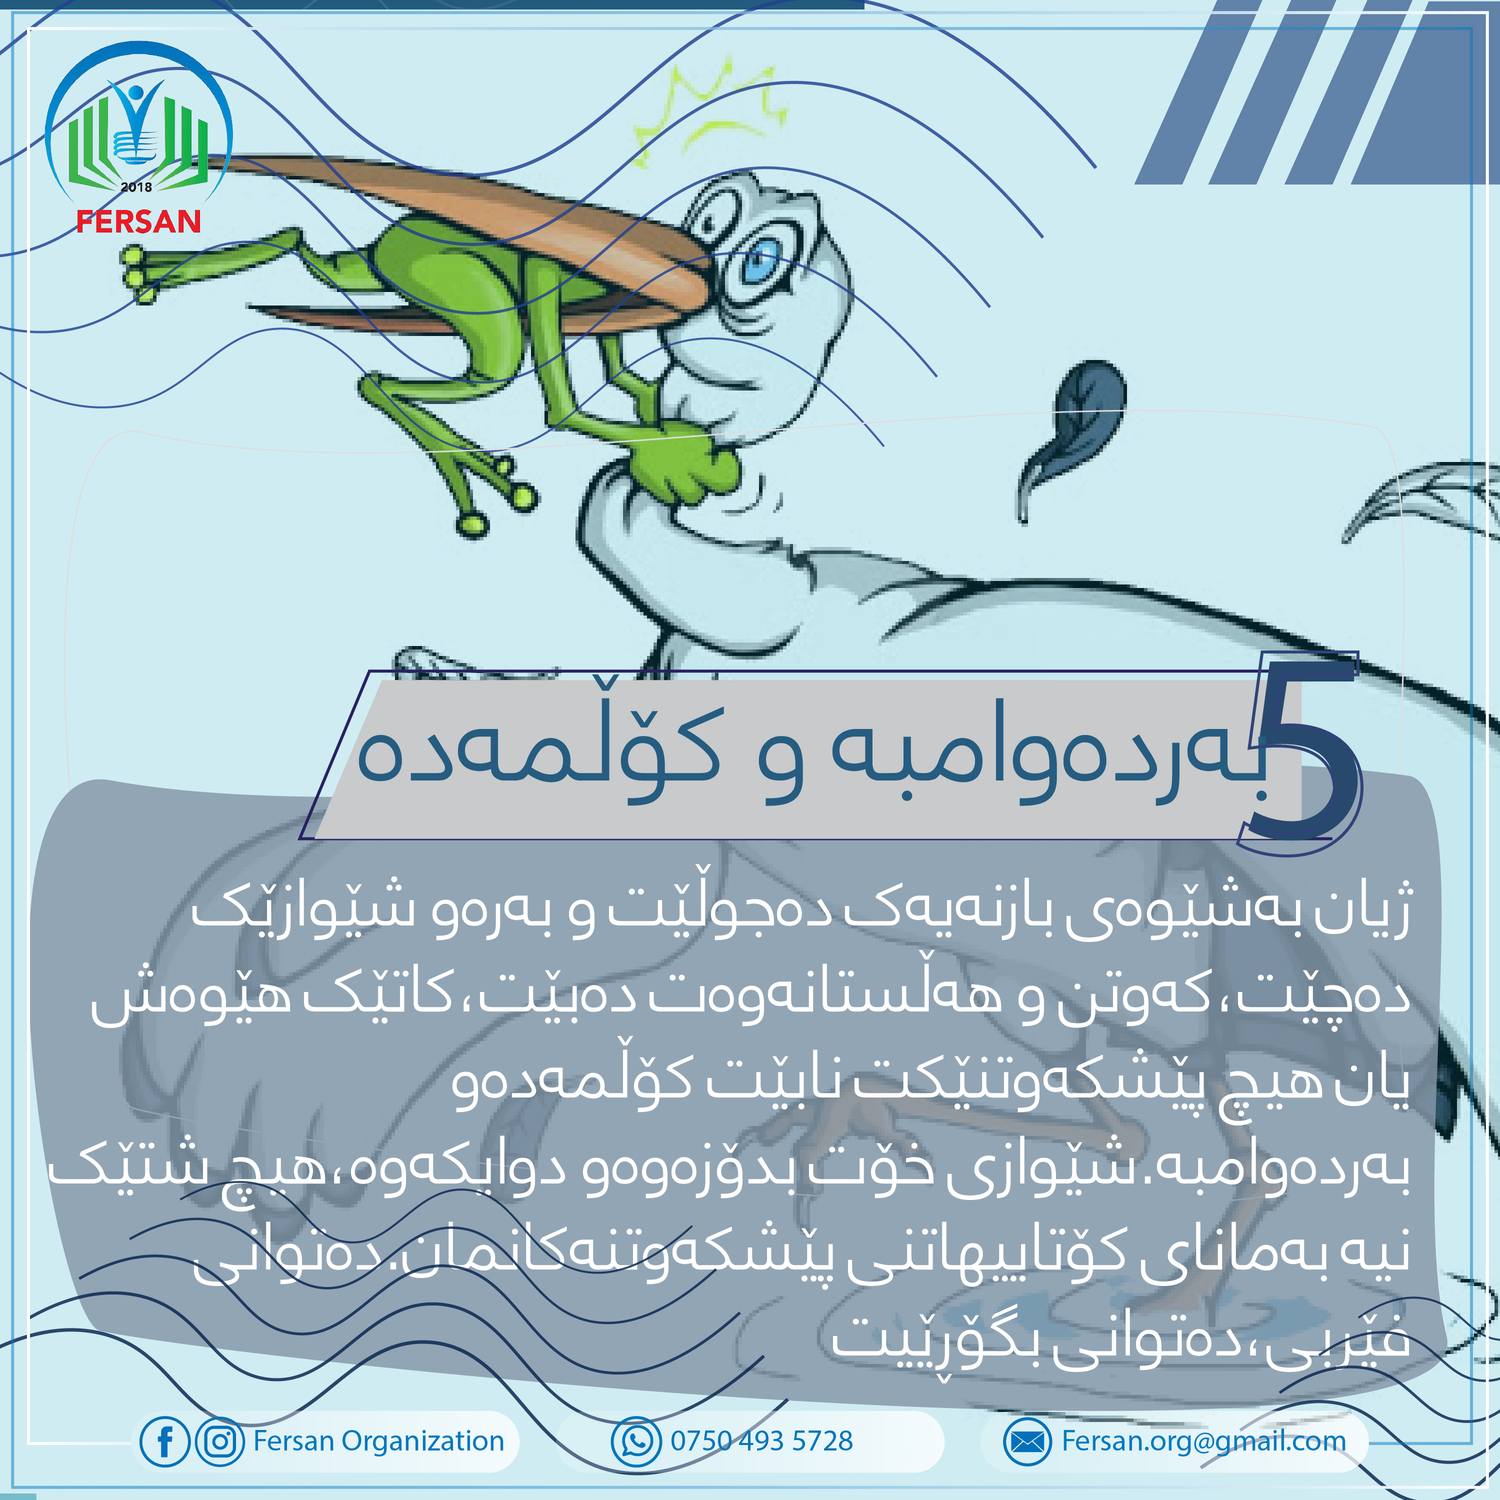 2018
FERSAN
5
بەردەوامبە و کۆڵمەدە
ژیان بەشێوەی بازنەیەک دەجوڵێت و بەرەو شێوازێک
دەچێت،کەوتن و هەڵستانەوەت دەبێت،کاتێک هێوەش
یان هیچ پێشکەوتنێکت نابێت کۆڵمەدەو
بەردەوامبە.شێوازی خۆت بدۆزەوەو دوایکەوە،هیچ شتێک
نیە بەمانای کۆتاییهاتنی پێشکەوتنەکانمان.دەتوانی
فێربی،دەتوانی بگۆڕێیت
Fersan Organization
0750 493 5728
Fersan.org@gmail.com